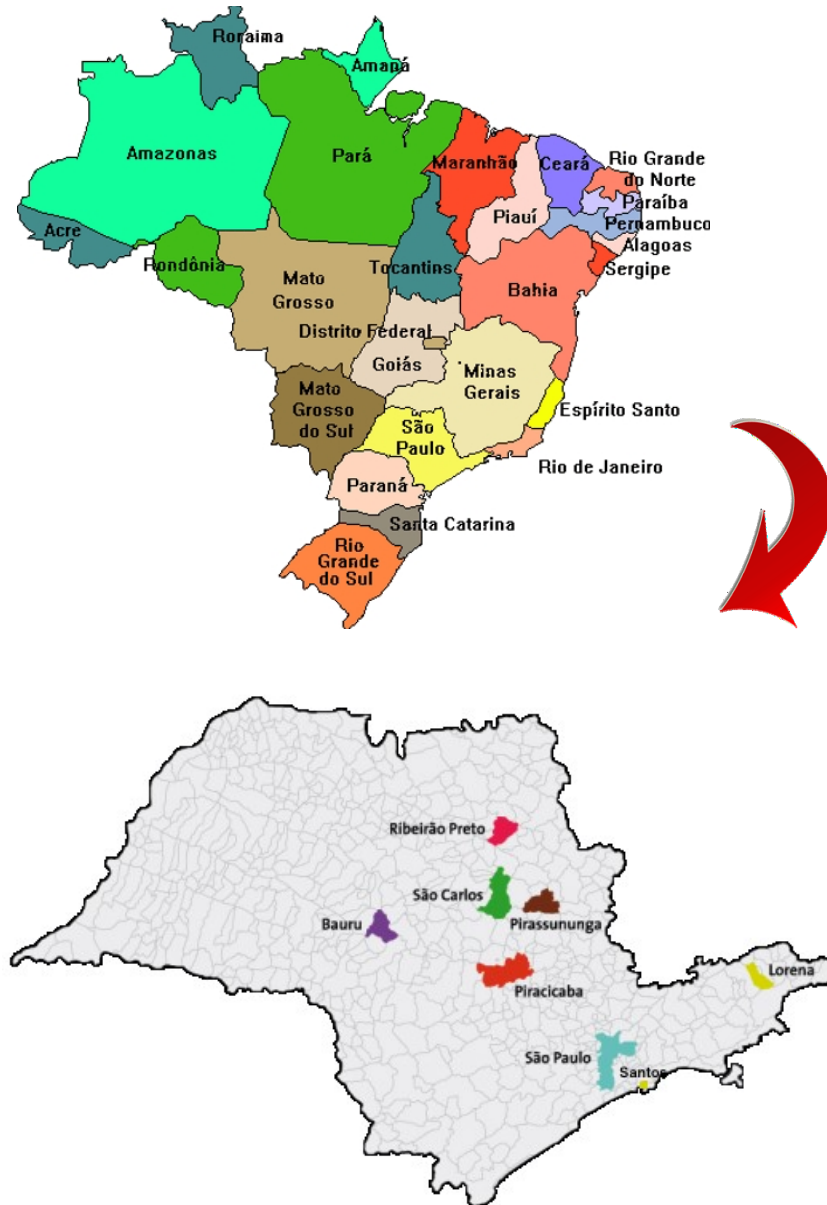 Roraima
Amapá
Amazonas
Pará
Maranhão
Ceará
Rio Grande
do Norte
Paraíba
Piauí
Pernambuco
Alagoas
Acre
Rondônia
Mato
Grosso
Tocantins
Sergipe
Bahia
Distrito Federal
Goiás
Minas
Gerais
Mato
Grosso
do Sul
Espírito Santo
São
Paulo
Rio de Janeiro
Paraná
Santa Catarina
Rio
Grande
do Sul
Ribeirão Preto
São Carlos
Bauru
Pirassununga
Lorena
Piracicaba
São Paulo
Santos